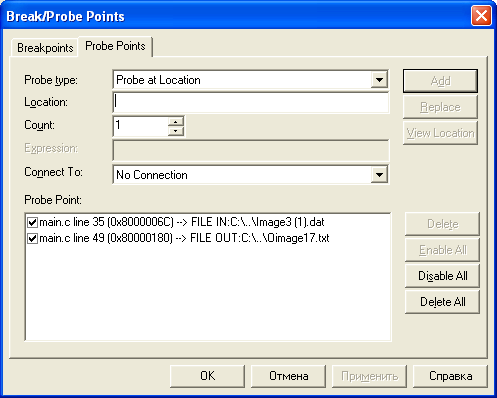 Break/Probe Points
Breakpoints Probe Points
Probe type: Probe at Location Add
Location: Replace
Count: 1 View Location
Expression:
Connect To: No Connection
Probe Point:
main.c line 35 (0x8000006C) --> FILE IN:C:\..\Image3 (1).dat Delete
main.c line 49 (0x80000180) --> FILE OUT:C:\..\Oimage17.txt Enable All
Disable All
Delete All
OK Отмена Применить Справка